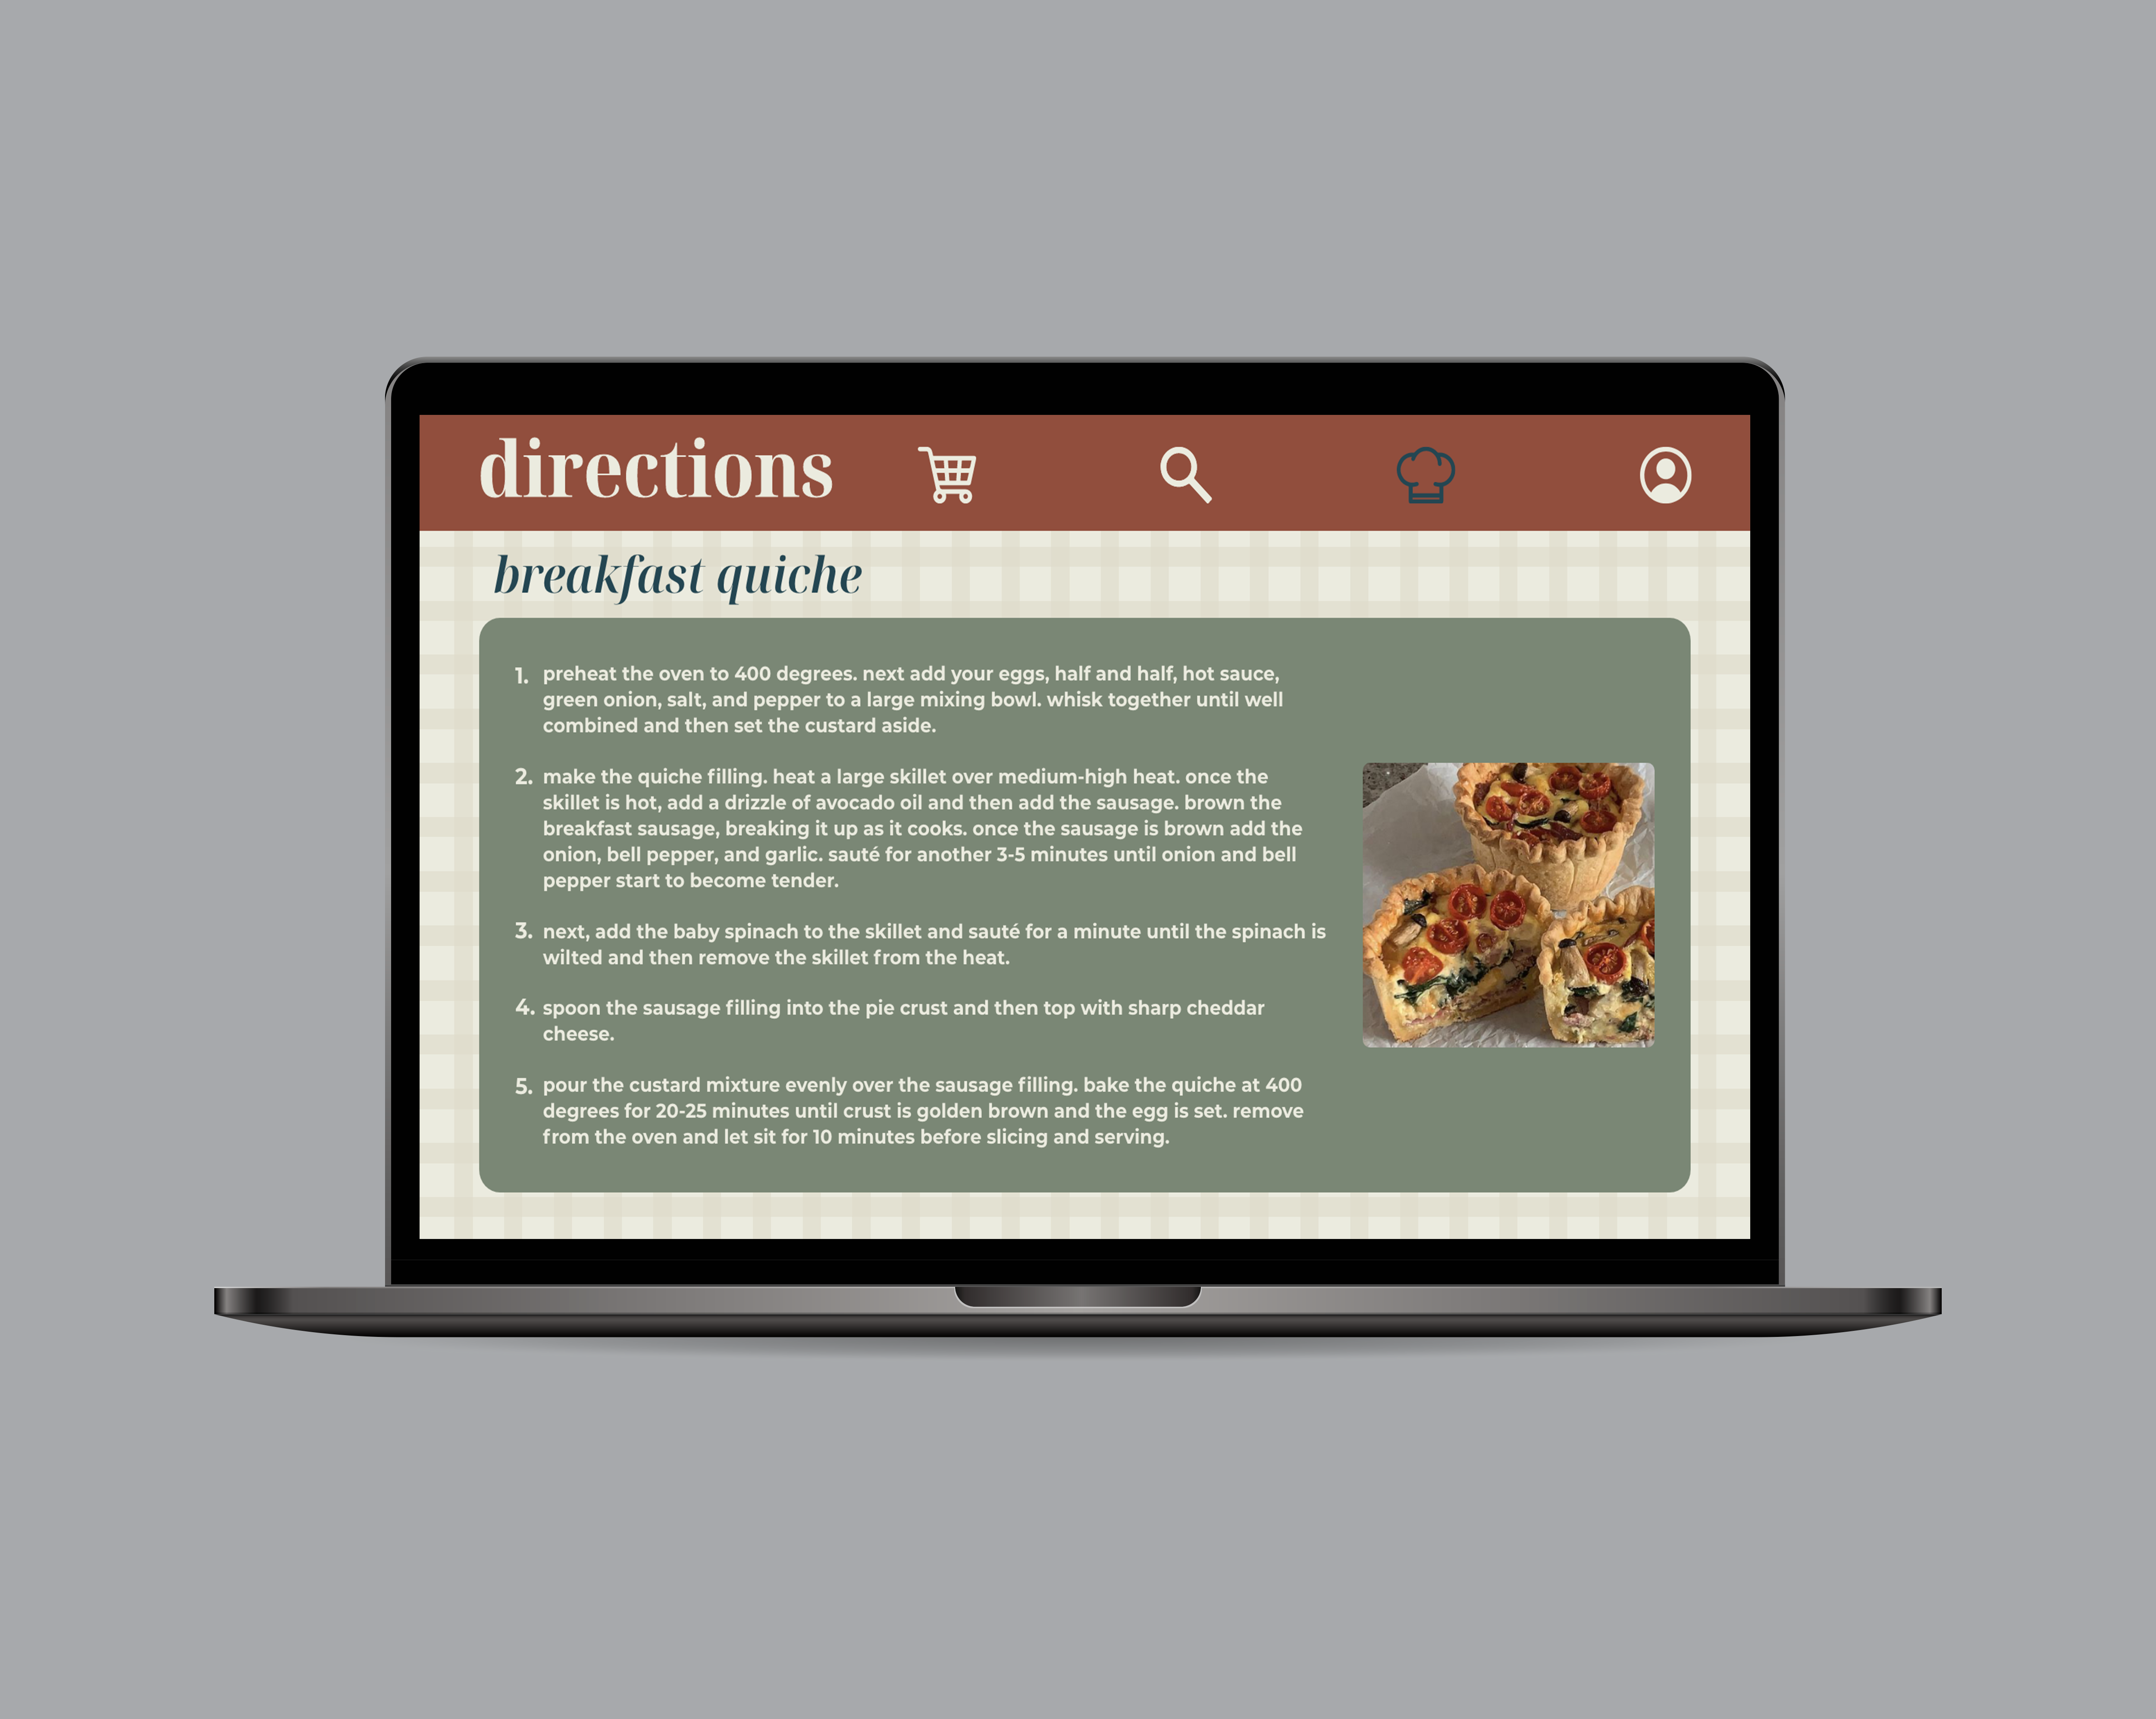 directions
breakfast quiche
1. preheat the oven to 400 degrees. next add your eggs, half and half, hot sauce,
green onion, salt, and pepper to a large mixing bowl. whisk together until well
combined and then set the custard aside.
2. make the quiche filling. heat a large skillet over medium-high heat. once the
skillet is hot, add a drizzle of avocado oil and then add the sausage. brown the
breakfast sausage, breaking it up as it cooks. once the sausage is brown add the
onion, bell pepper, and garlic. sauté for another 3-5 minutes until onion and bell
pepper start to become tender.
3. next, add the baby spinach to the skillet and sauté for a minute until the spinach is
wilted and then remove the skillet from the heat.
4. spoon the sausage filling into the pie crust and then top with sharp cheddar
cheese.
5. pour the custard mixture evenly over the sausage filling. bake the quiche at 400
degrees for 20-25 minutes until crust is golden brown and the egg is set. remove
from the oven and let sit for 10 minutes before slicing and serving.